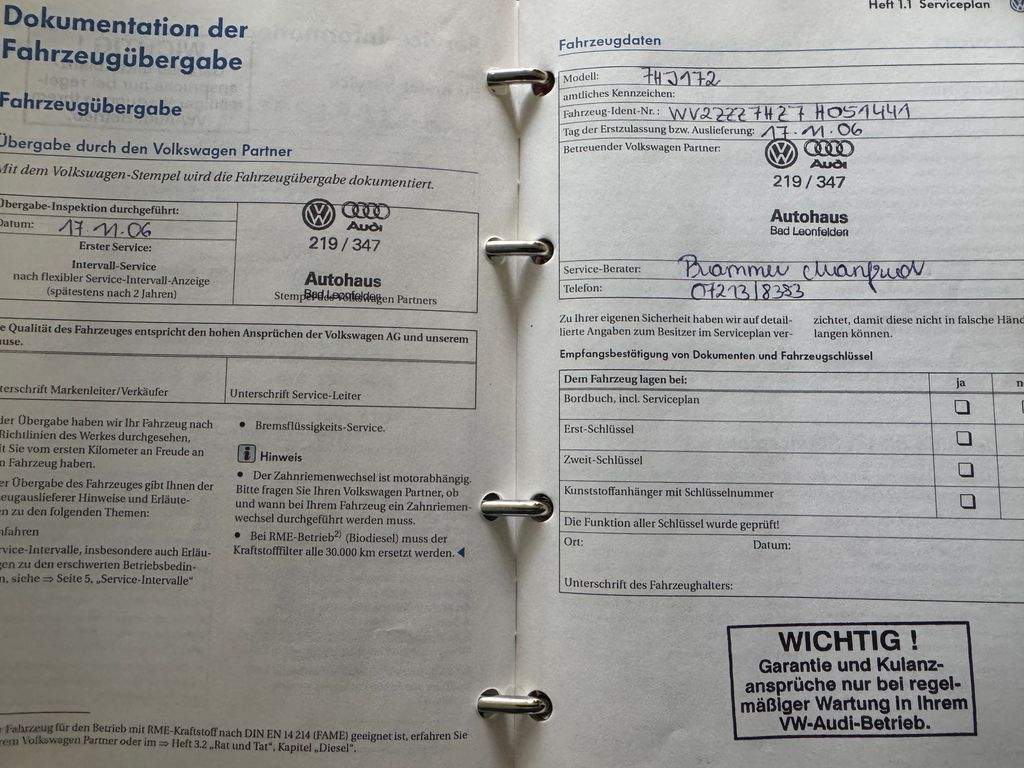 Dokumentation der
Fahrzeugübergabe
Fahrzeugübergabe
Übergabe durch den Volkswagen Partner
Mit dem Volkswagen-Stempel wird die Fahrzeugübergabe dokumentiert.
Übergabe-Inspektion durchgeführt:
Datum: 17.11.06
Erster Service:
Intervall-Service
nach flexibler Service-Intervall-Anzeige
(spätestens nach 2 Jahren)
Audi
219 / 347
Autohaus
Bad Leonfelden
Stempel des Volkswagen Partners
e Qualität des Fahrzeuges entspricht den hohen Ansprüchen der Volkswagen AG und unserem
use.
terschrift Markenleiter/Verkäufer
Unterschrift Service-Leiter
der Übergabe haben wir Ihr Fahrzeug nach
Richtlinien des Werkes durchgesehen,
it Sie vom ersten Kilometer an Freude an
n Fahrzeug haben.
er Übergabe des Fahrzeuges gibt Ihnen der
eugauslieferer Hinweise und Erläute-
en zu den folgenden Themen:
nfahren
rvice-Intervalle, insbesondere auch Erläu-
gen zu den erschwerten Betriebsbedin-
n, siehe ⇒ Seite 5, „Service-Intervalle“
• Bremsflüssigkeits-Service.
i Hinweis
• Der Zahnriemenwechsel ist motorabhängig.
Bitte fragen Sie Ihren Volkswagen Partner, ob
und wann bei Ihrem Fahrzeug ein Zahnriemen-
wechsel durchgeführt werden muss.
• Bei RME-Betrieb2) (Biodiesel) muss der
Kraftstofffilter alle 30.000 km ersetzt werden. ◀
r Fahrzeug für den Betrieb mit RME-Kraftstoff nach DIN EN 14 214 (FAME) geeignet ist, erfahren Sie
rem Volkswagen Partner oder im ⇒ Heft 3.2 „Rat und Tat“, Kapitel „Diesel“.
Heft 1.1 Serviceplan
Fahrzeugdaten
Modell: 7HJ172
amtliches Kennzeichen:
Fahrzeug-Ident-Nr.: WV2ZZZ7HZ7H051441
Tag der Erstzulassung bzw. Auslieferung: 17.11.06
Betreuender Volkswagen Partner:
Audi
219 / 347
Autohaus
Bad Leonfelden
Service-Berater: Brammer Manfred
Telefon: 07213/8383
Zu Ihrer eigenen Sicherheit haben wir auf detail-
lierte Angaben zum Besitzer im Serviceplan ver-
zichtet, damit diese nicht in falsche Händ
langen können.
Empfangsbestätigung von Dokumenten und Fahrzeugschlüssel
Dem Fahrzeug lagen bei: ja n
Bordbuch, incl. Serviceplan
Erst-Schlüssel
Zweit-Schlüssel
Kunststoffanhänger mit Schlüsselnummer
Die Funktion aller Schlüssel wurde geprüft!
Ort: Datum:
Unterschrift des Fahrzeughalters:
WICHTIG !
Garantie und Kulanz-
ansprüche nur bei regel-
mäßiger Wartung in Ihrem
VW-Audi-Betrieb.